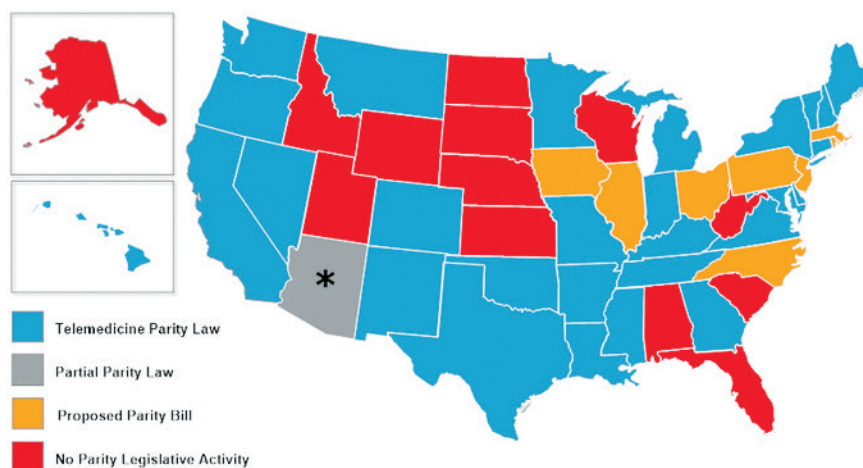 *
Telemedicine Parity Law
Partial Parity Law
Proposed Parity Bill
No Parity Legislative Activity